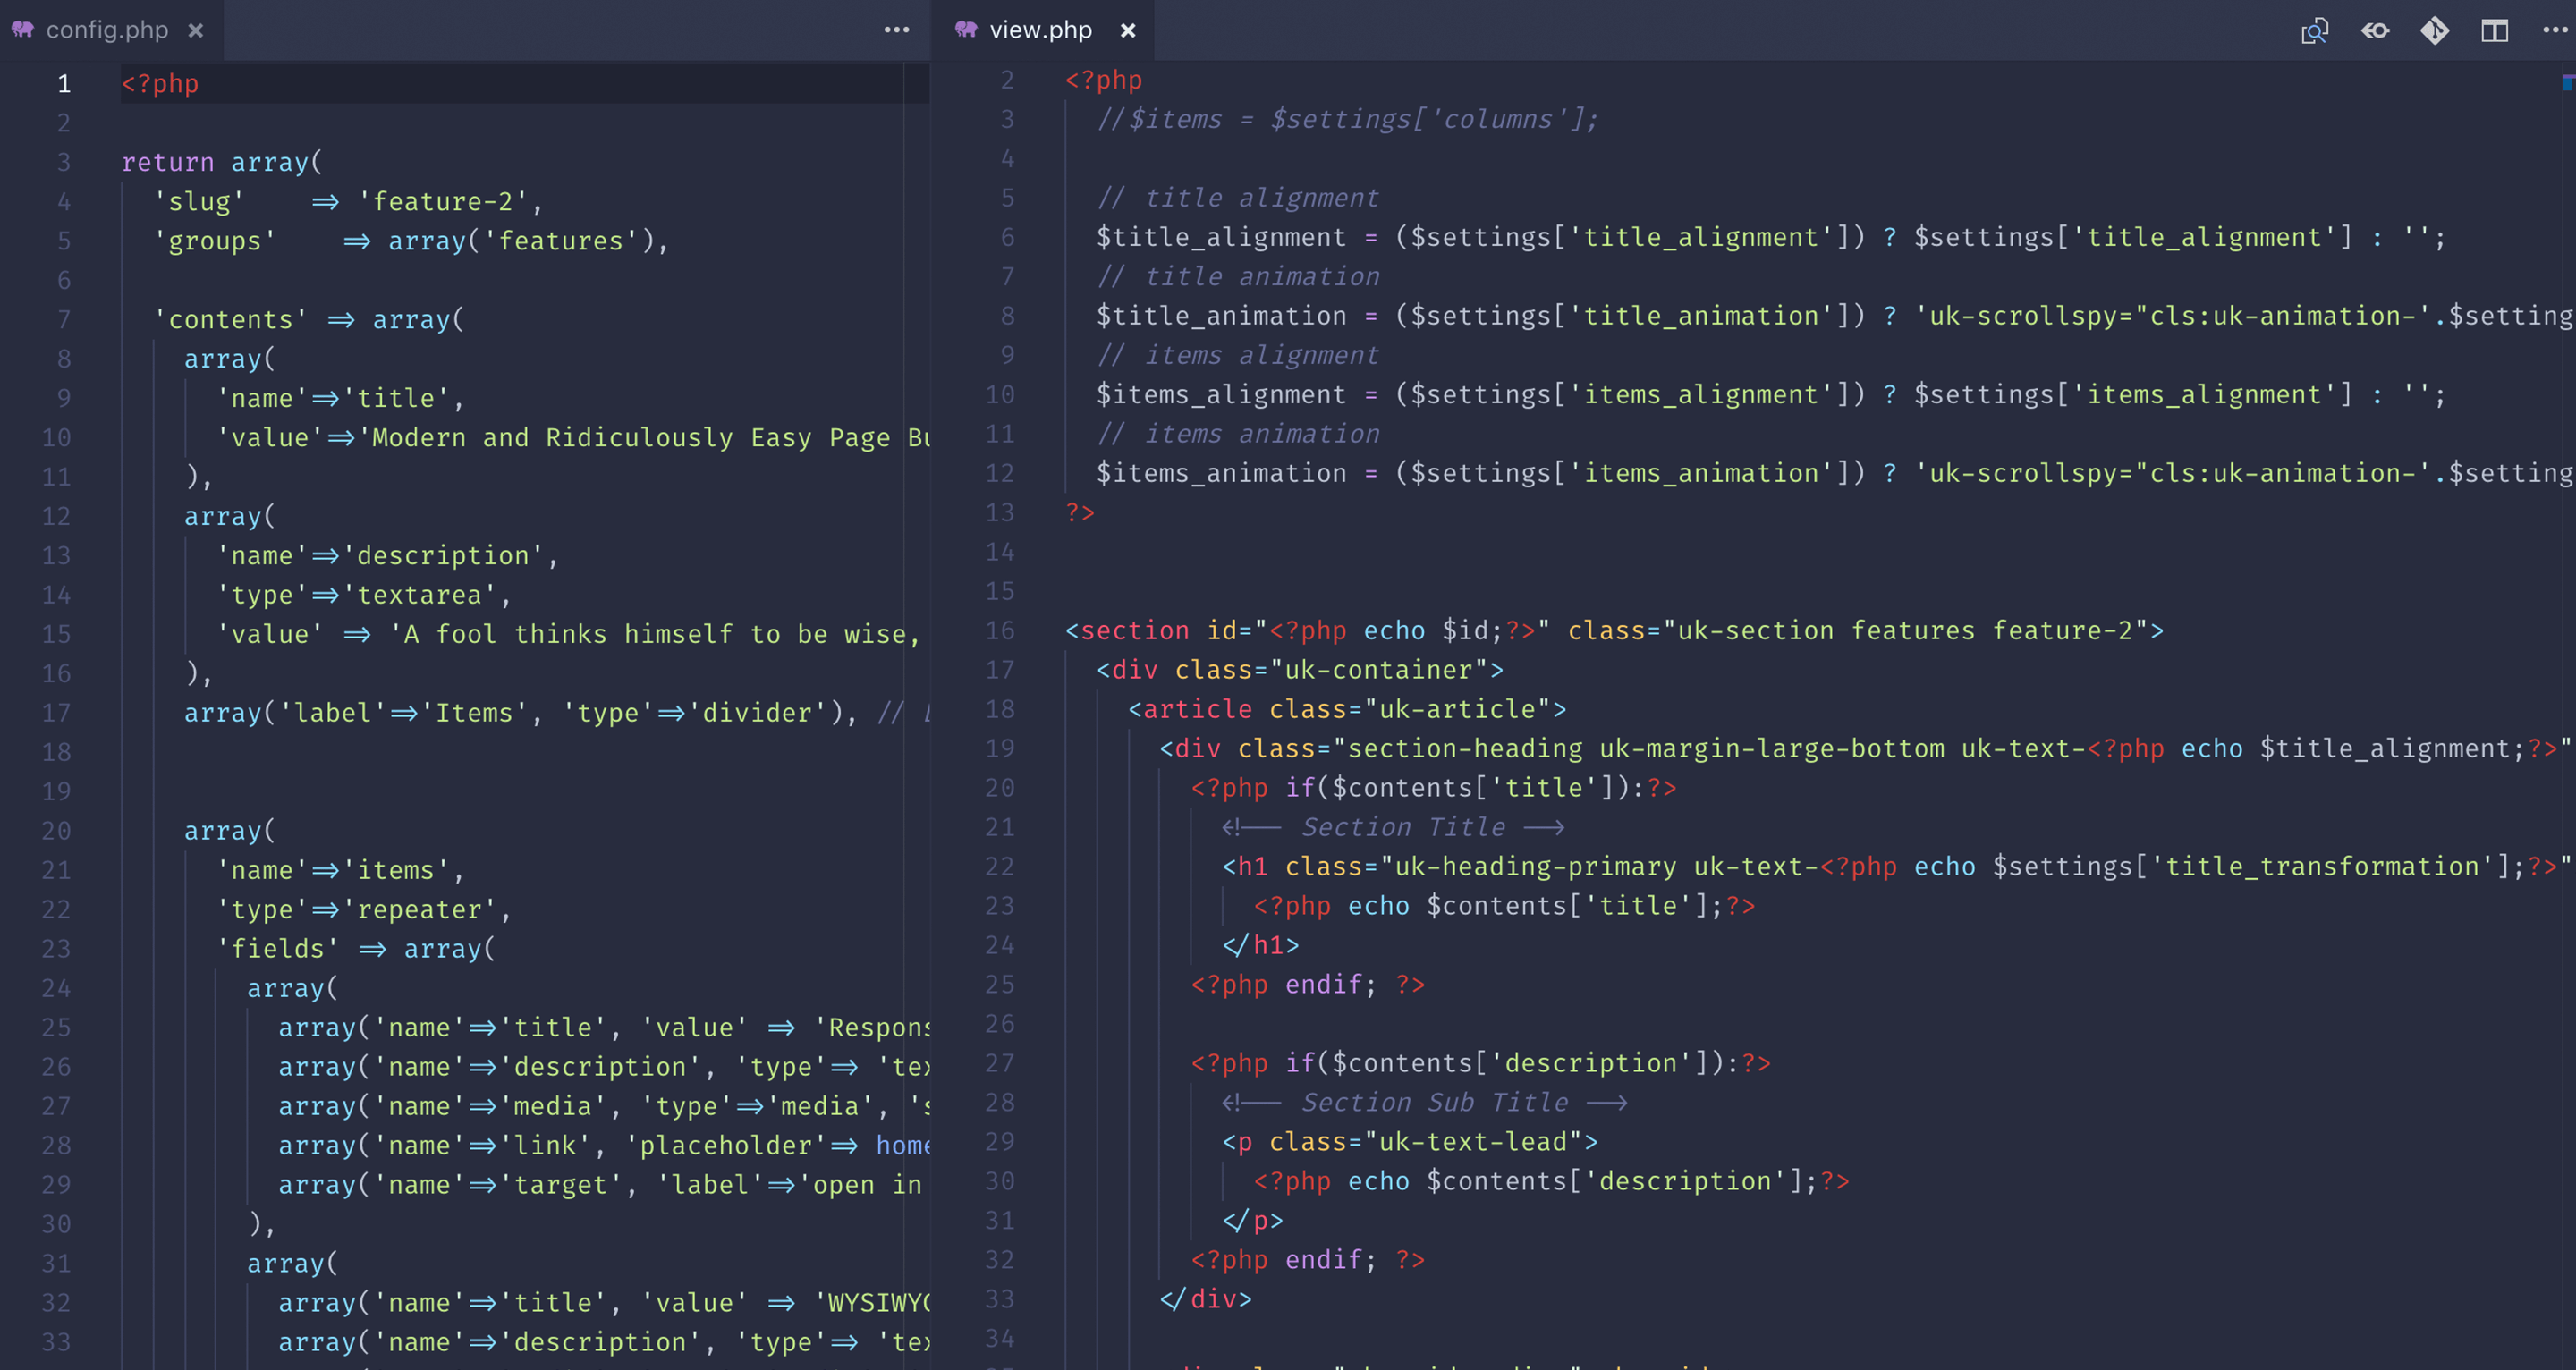 config.php
1 <?php
2
3 return array(
4 'slug' => 'feature-2',
5 'groups' => array('features'),
6
7 'contents' => array(
8 array(
9 'name'=>'title',
10 'value'=>'Modern and Ridiculously Easy Page
11 ),
12 array(
13 'name'=>'description',
14 'type'=>'textarea',
15 'value' => 'A fool thinks himself to be wise,
16 ),
17 array('label'=>'Items', 'type'=>'divider'), //
18
19
20 array(
21 'name'=>'items',
22 'type'=>'repeater',
23 'fields' => array(
24 array(
25 array('name'=>'title', 'value' => 'Respons
26 array('name'=>'description', 'type'=> 'tex
27 array('name'=>'media', 'type'=>'media', 's
28 array('name'=>'link', 'placeholder'=> home
29 array('name'=>'target', 'label'=>'open in
30 ),
31 array(
32 array('name'=>'title', 'value' => 'WYSIWY
33 array('name'=>'description', 'type'=> 'tex
view.php
2 <?php
3 //$items = $settings['columns'];
4
5 // title alignment
6 $title_alignment = ($settings['title_alignment']) ? $settings['title_alignment'] : '';
7 // title animation
8 $title_animation = ($settings['title_animation']) ? 'uk-scrollspy="cls:uk-animation-'.$setting
9 // items alignment
10 $items_alignment = ($settings['items_alignment']) ? $settings['items_alignment'] : '';
11 // items animation
12 $items_animation = ($settings['items_animation']) ? 'uk-scrollspy="cls:uk-animation-'.$setting
13 ?>
14
15
16 <section id="<?php echo $id;?>" class="uk-section features feature-2">
17 <div class="uk-container">
18 <article class="uk-article">
19 <div class="section-heading uk-margin-large-bottom uk-text-<?php echo $title_alignment;?>"
20 <?php if($contents['title']):?>
21 <!-- Section Title -->
22 <h1 class="uk-heading-primary uk-text-<?php echo $settings['title_transformation'];?>"
23 <?php echo $contents['title'];?>
24 </h1>
25 <?php endif; ?>
26
27 <?php if($contents['description']):?>
28 <!-- Section Sub Title -->
29 <p class="uk-text-lead">
30 <?php echo $contents['description'];?>
31 </p>
32 <?php endif; ?>
33 </div>
34